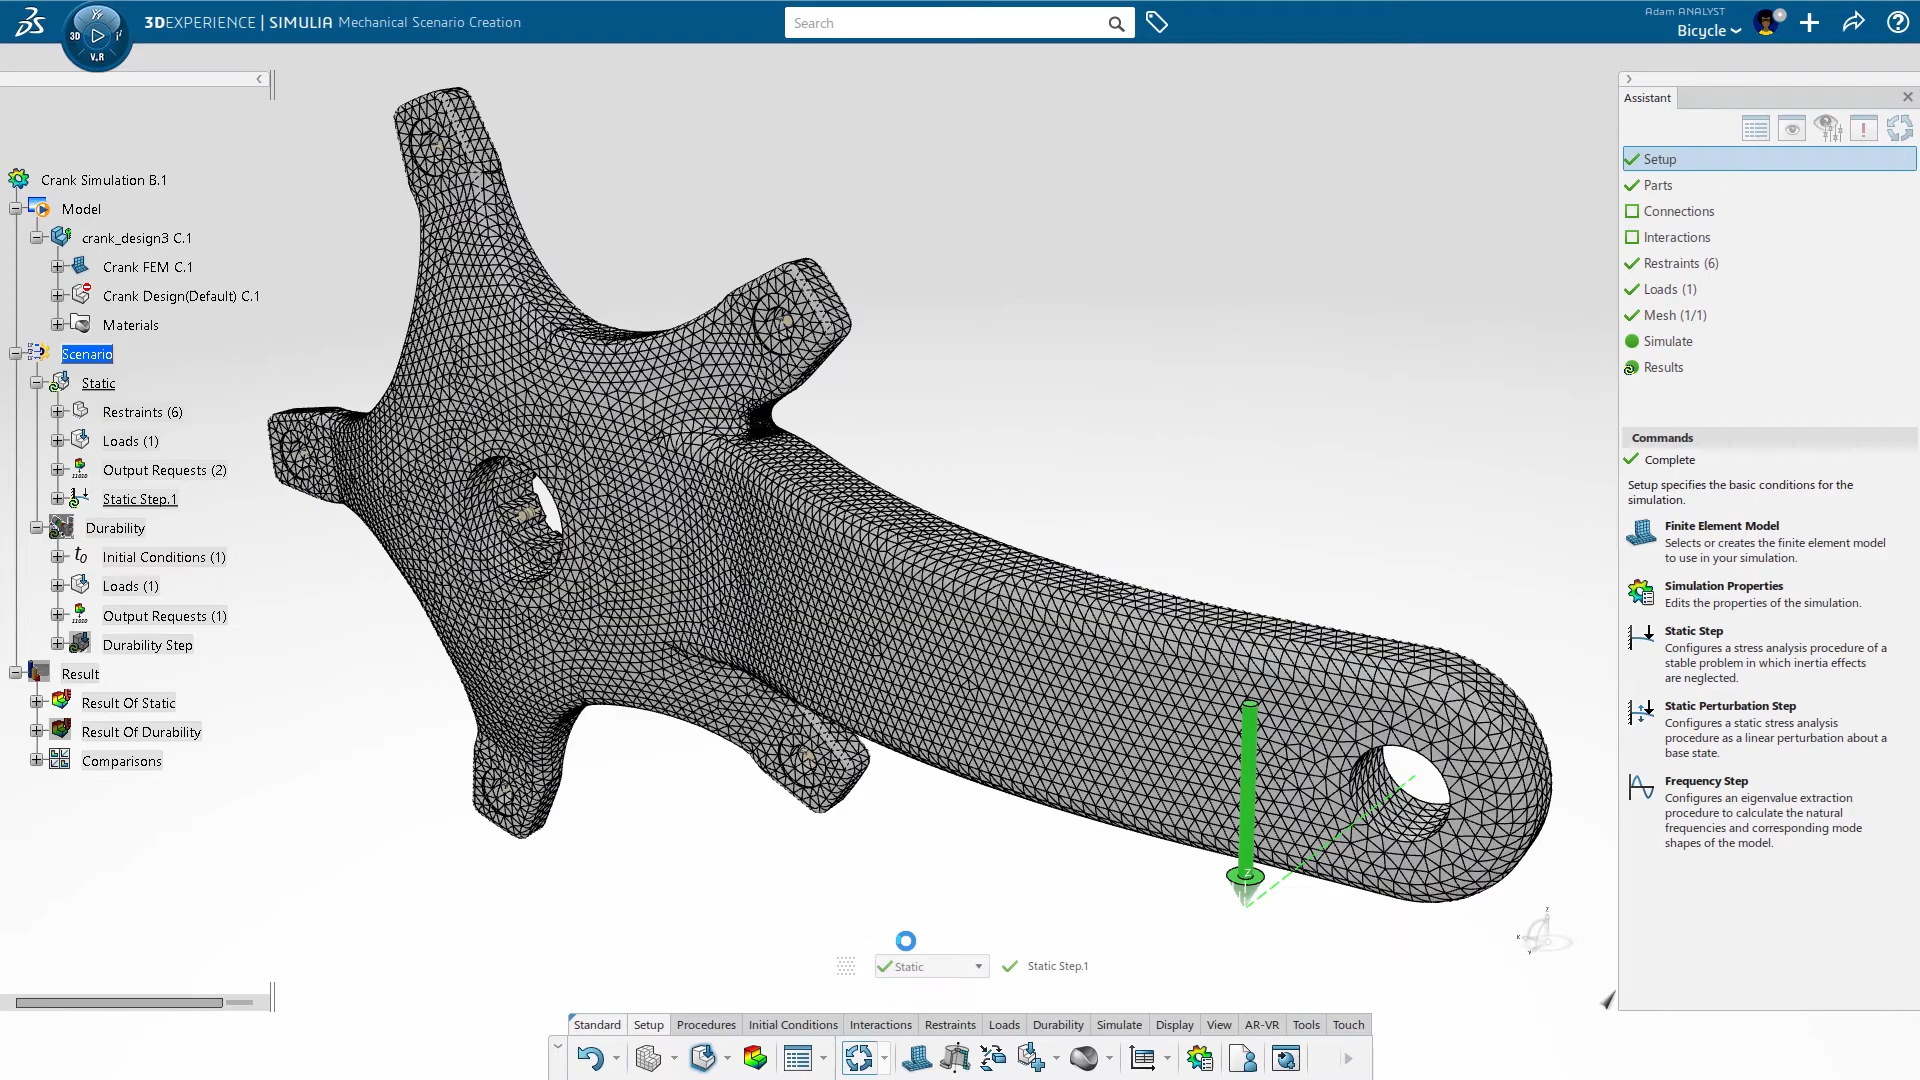 3DEXPERIENCE | SIMULIA Mechanical Scenario Creation
Search
Adam ANALYST
Bicycle
3D
V.R
Crank Simulation B.1
Model
crank_design3 C.1
Crank FEM C.1
Crank Design(Default) C.1
Materials
Scenario
Static
Restraints (6)
Loads (1)
Output Requests (2)
Static Step.1
Durability
Initial Conditions (1)
Loads (1)
Output Requests (1)
Durability Step
Result
Result Of Static
Result Of Durability
Comparisons
Z
Static
Static Step.1
Assistant
Setup
Parts
Connections
Interactions
Restraints (6)
Loads (1)
Mesh (1/1)
Simulate
Results
Commands
Complete
Setup specifies the basic conditions for the
simulation.
Finite Element Model
Selects or creates the finite element model
to use in your simulation.
Simulation Properties
Edits the properties of the simulation.
Static Step
Configures a stress analysis procedure of a
stable problem in which inertia effects
are neglected.
Static Perturbation Step
Configures a static stress analysis
procedure as a linear perturbation about a
base state.
Frequency Step
Configures an eigenvalue extraction
procedure to calculate the natural
frequencies and corresponding mode
shapes of the model.
Standard
Setup
Procedures
Initial Conditions
Interactions
Restraints
Loads
Durability
Simulate
Display
View
AR-VR
Tools
Touch